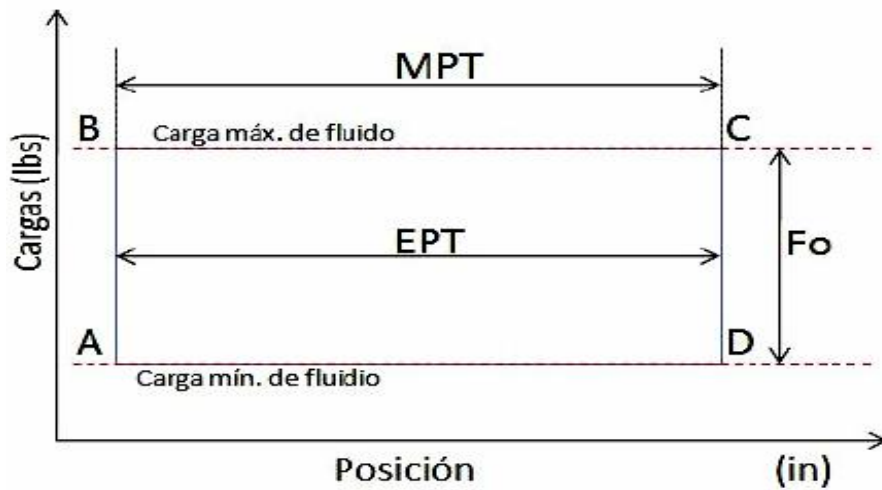 MPT
B
Carga máx. de fluido
C
Cargas (lbs)
EPT
Fo
A
D
Carga mín. de fluidio
Posición
(in)